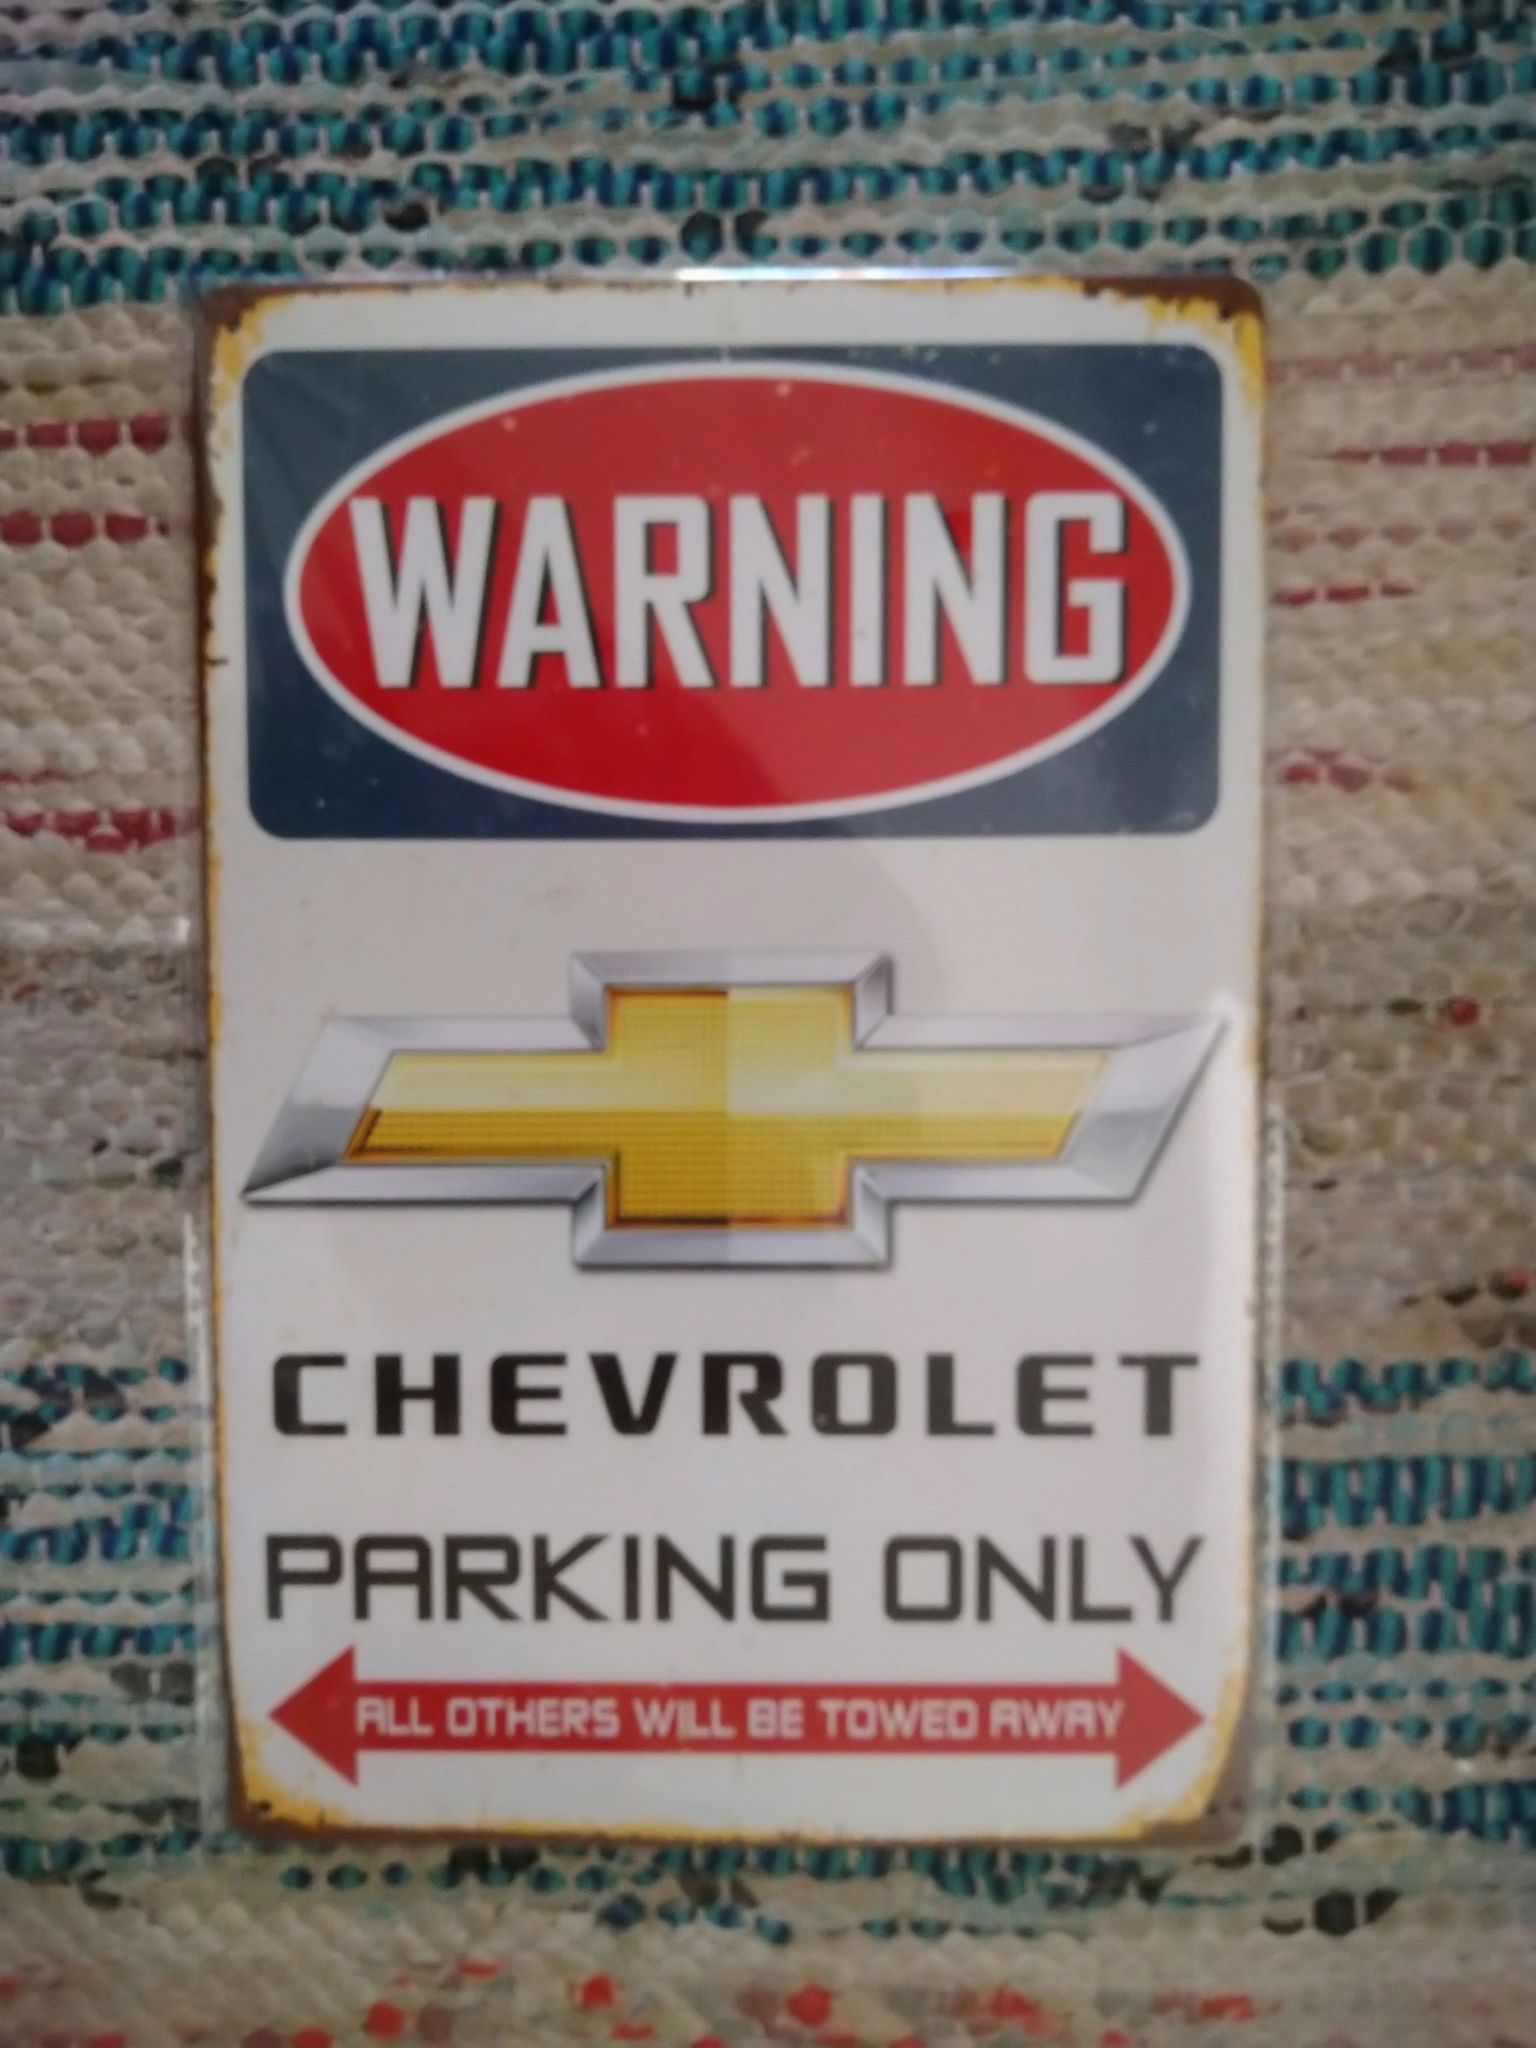 WARNING
CHEVROLET
PARKING ONLY
ALL OTHERS WILL BE TOWED AWAY